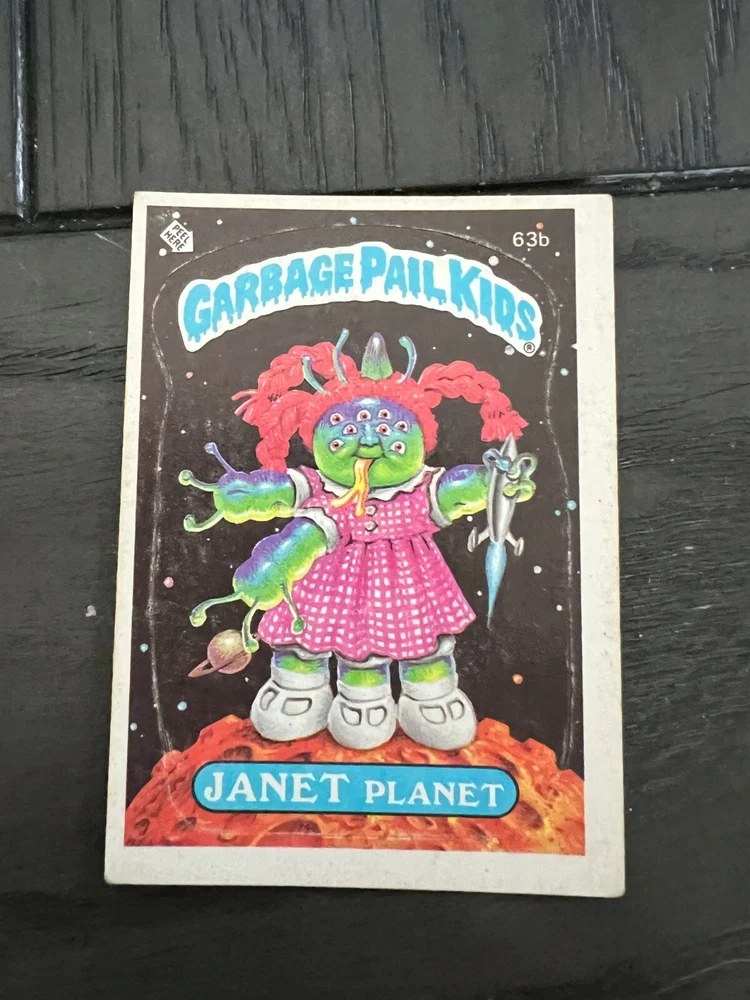 PEEL HERE
63b
GARBAGE PAIL KIDS ®
JANET PLANET